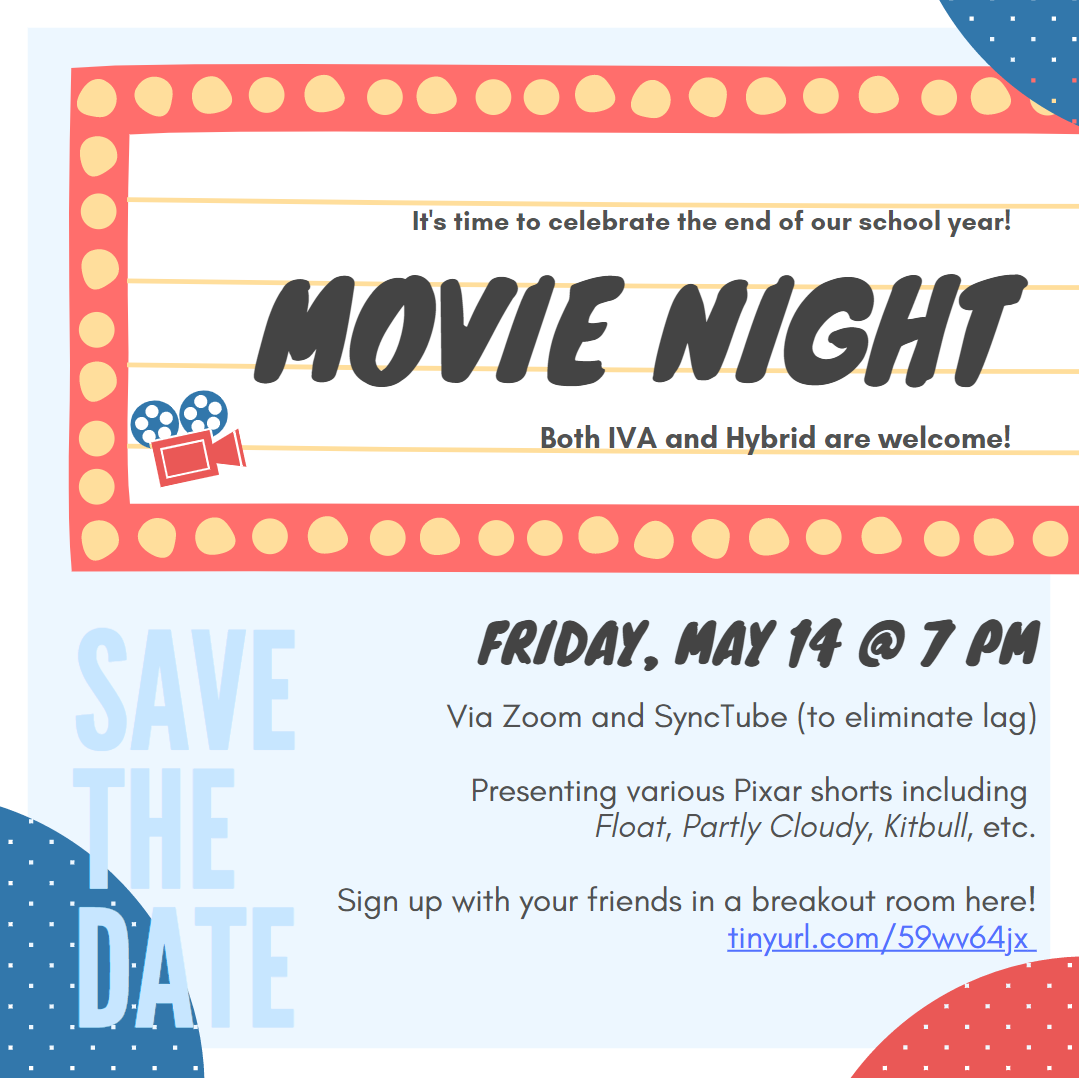 It's time to celebrate the end of our school year!
MOVIE NIGHT
Both IVA and Hybrid are welcome!
SAVE
THE
DATE
FRIDAY, MAY 14 @ 7 PM
Via Zoom and SyncTube (to eliminate lag)
Presenting various Pixar shorts including
Float, Partly Cloudy, Kitbull, etc.
Sign up with your friends in a breakout room here!
tinyurl.com/59wv64jx